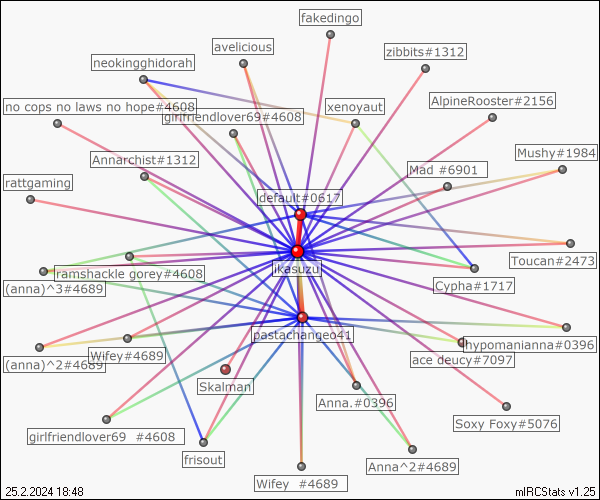 fakedingo
avelicious
zibbits#1312
neokingghidorah
no cops no laws no hope#4608
xenoyaut
AlpineRooster#2156
girlfriendlover69#4608
Annarchist#1312
Mushy#1984
Mad #6901
rattgaming
default#0617
Toucan#2473
likasuzu
ramshackle gorey#4608
(anna)^3#4689
Cypha#1717
pastachangeo41
hypomanianna#0396
Wifey#4689
(anna)^2#4689
ace deucy#7097
Skalman
Anna.#0396
Soxy Foxy#5076
girlfriendlover69 #4608
frisout
Anna^2#4689
Wifey #4689
25.2.2024 18:48
mIRCStats v1.25